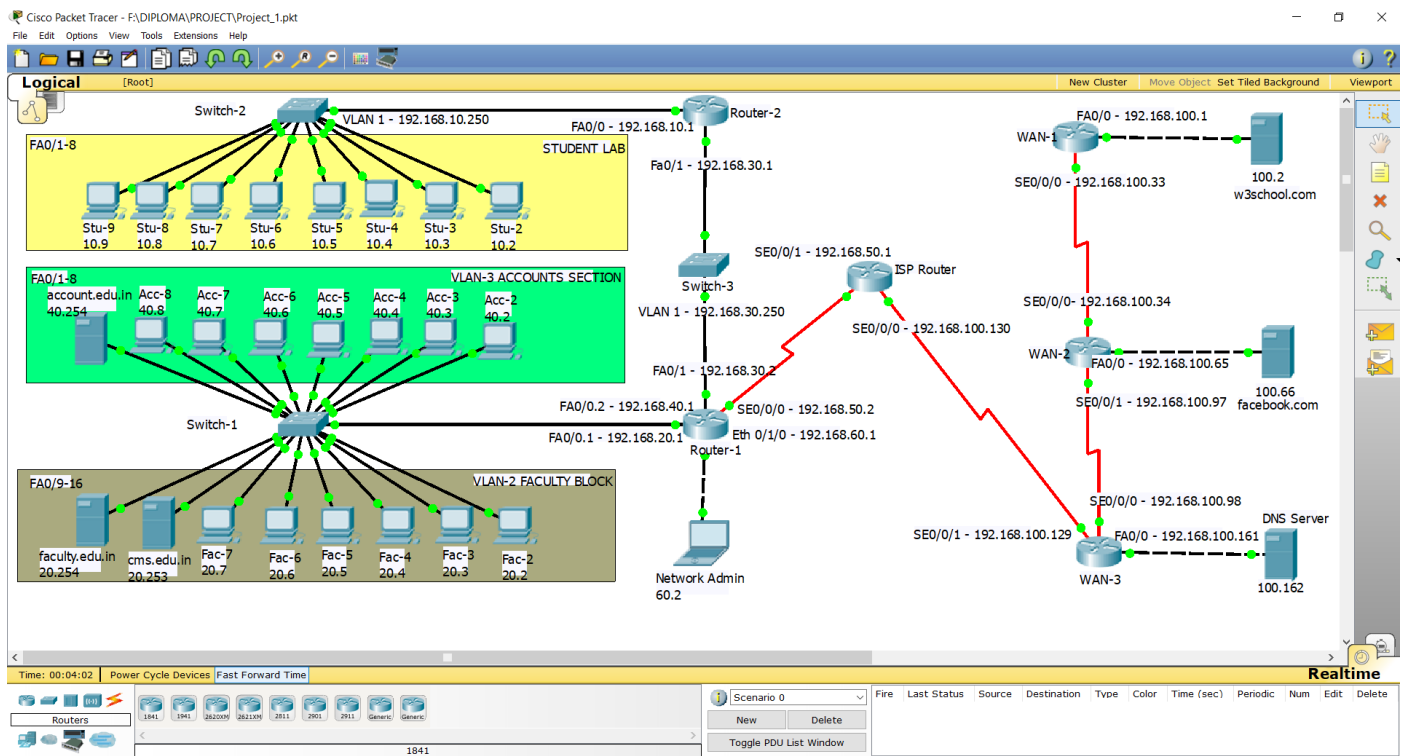 Cisco Packet Tracer - F:\DIPLOMA\PROJECT\Project_1.pkt
File Edit Options View Tools Extensions Help
Logical [Root] New Cluster Move Object Set Tiled Background Viewport
Switch-2
VLAN 1 - 192.168.10.250
FA0/0 - 192.168.10.1
Router-2
Fa0/1 - 192.168.30.1
FA0/1-8
STUDENT LAB
Stu-9
10.9
Stu-8
10.8
Stu-7
10.7
Stu-6
10.6
Stu-5
10.5
Stu-4
10.4
Stu-3
10.3
Stu-2
10.2
FA0/1-8
VLAN-3 ACCOUNTS SECTION
account.edu.in
40.254
Acc-8
40.8
Acc-7
40.7
Acc-6
40.6
Acc-5
40.5
Acc-4
40.4
Acc-3
40.3
Acc-2
40.2
Switch-1
FA0/0.2 - 192.168.40.1
FA0/0.1 - 192.168.20.1
FA0/9-16
VLAN-2 FACULTY BLOCK
faculty.edu.in
20.254
cms.edu.in
20.253
Fac-7
20.7
Fac-6
20.6
Fac-5
20.5
Fac-4
20.4
Fac-3
20.3
Fac-2
20.2
Switch-3
VLAN 1 - 192.168.30.250
FA0/1 - 192.168.30.2
SE0/0/0 - 192.168.50.2
Eth 0/1/0 - 192.168.60.1
Router-1
Network Admin
60.2
SE0/0/1 - 192.168.50.1
ISP Router
SE0/0/0 - 192.168.100.130
FA0/0 - 192.168.100.1
WAN-1
100.2
w3school.com
SE0/0/0 - 192.168.100.33
SE0/0/0- 192.168.100.34
WAN-2
FA0/0 - 192.168.100.65
100.66
facebook.com
SE0/0/1 - 192.168.100.97
SE0/0/0 - 192.168.100.98
SE0/0/1 - 192.168.100.129
FA0/0 - 192.168.100.161
DNS Server
WAN-3
100.162
Time: 00:04:02 Power Cycle Devices Fast Forward Time Realtime
Routers
1841 1941 2620XM 2621XM 2811 2901 2911 Generic Generic
1841
Scenario 0
New Delete
Toggle PDU List Window
Fire Last Status Source Destination Type Color Time (sec) Periodic Num Edit Delete